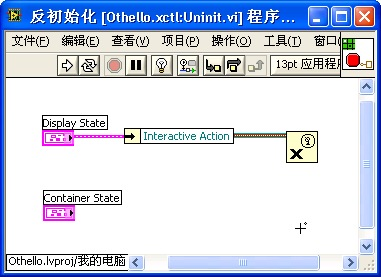 反初始化 [Othello.xctl:Uninit.vi] 程序...
文件(F) 编辑(E) 查看(V) 项目(P) 操作(O) 工具(T) 窗口
13pt 应用程序
Display State
Interactive Action
Container State
Othello.lvproj/我的电脑